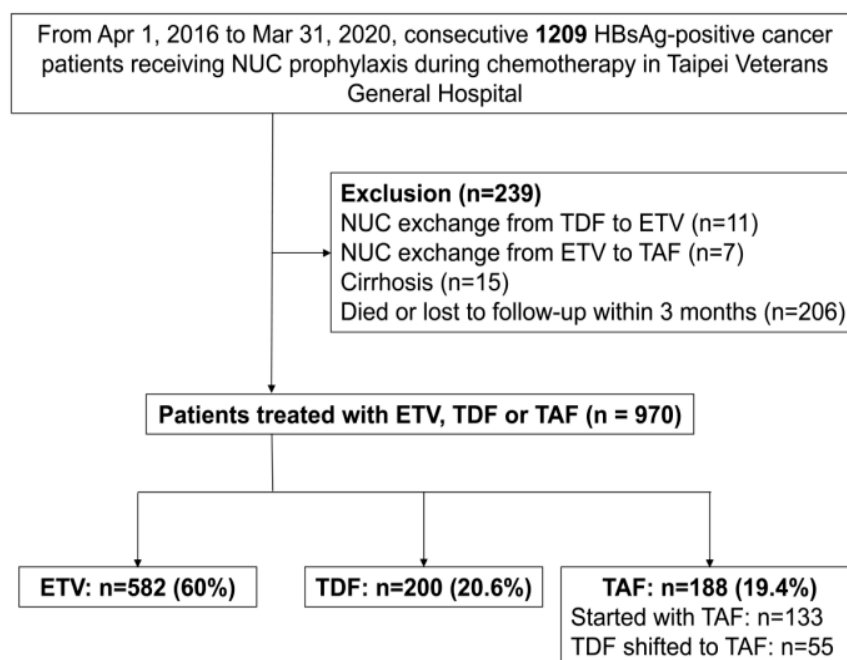 From Apr 1, 2016 to Mar 31, 2020, consecutive 1209 HBsAg-positive cancer
patients receiving NUC prophylaxis during chemotherapy in Taipei Veterans
General Hospital
Exclusion (n=239)
NUC exchange from TDF to ETV (n=11)
NUC exchange from ETV to TAF (n=7)
Cirrhosis (n=15)
Died or lost to follow-up within 3 months (n=206)
Patients treated with ETV, TDF or TAF (n = 970)
ETV: n=582 (60%)
TDF: n=200 (20.6%)
TAF: n=188 (19.4%)
Started with TAF: n=133
TDF shifted to TAF: n=55